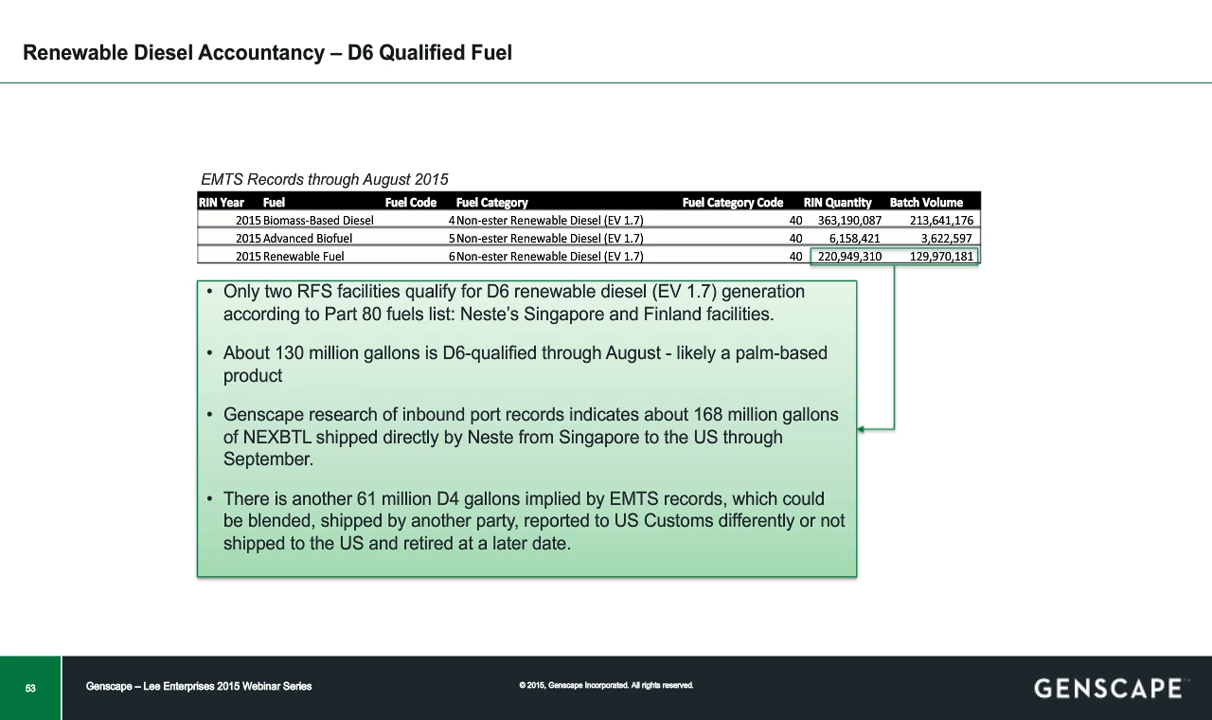 Renewable Diesel Accountancy – D6 Qualified Fuel
EMTS Records through August 2015
RIN Year Fuel Fuel Code Fuel Category Fuel Category Code RIN Quantity Batch Volume
2015 Biomass-Based Diesel 4 Non-ester Renewable Diesel (EV 1.7) 40 363,190,087 213,641,176
2015 Advanced Biofuel 5 Non-ester Renewable Diesel (EV 1.7) 40 6,158,421 3,622,597
2015 Renewable Fuel 6 Non-ester Renewable Diesel (EV 1.7) 40 220,949,310 129,970,181
• Only two RFS facilities qualify for D6 renewable diesel (EV 1.7) generation
according to Part 80 fuels list: Neste's Singapore and Finland facilities.
• About 130 million gallons is D6-qualified through August - likely a palm-based
product
• Genscape research of inbound port records indicates about 168 million gallons
of NEXBTL shipped directly by Neste from Singapore to the US through
September.
• There is another 61 million D4 gallons implied by EMTS records, which could
be blended, shipped by another party, reported to US Customs differently or not
shipped to the US and retired at a later date.
53
Genscape – Lee Enterprises 2015 Webinar Series
© 2015, Genscape Incorporated. All rights reserved.
GENSCAPE™